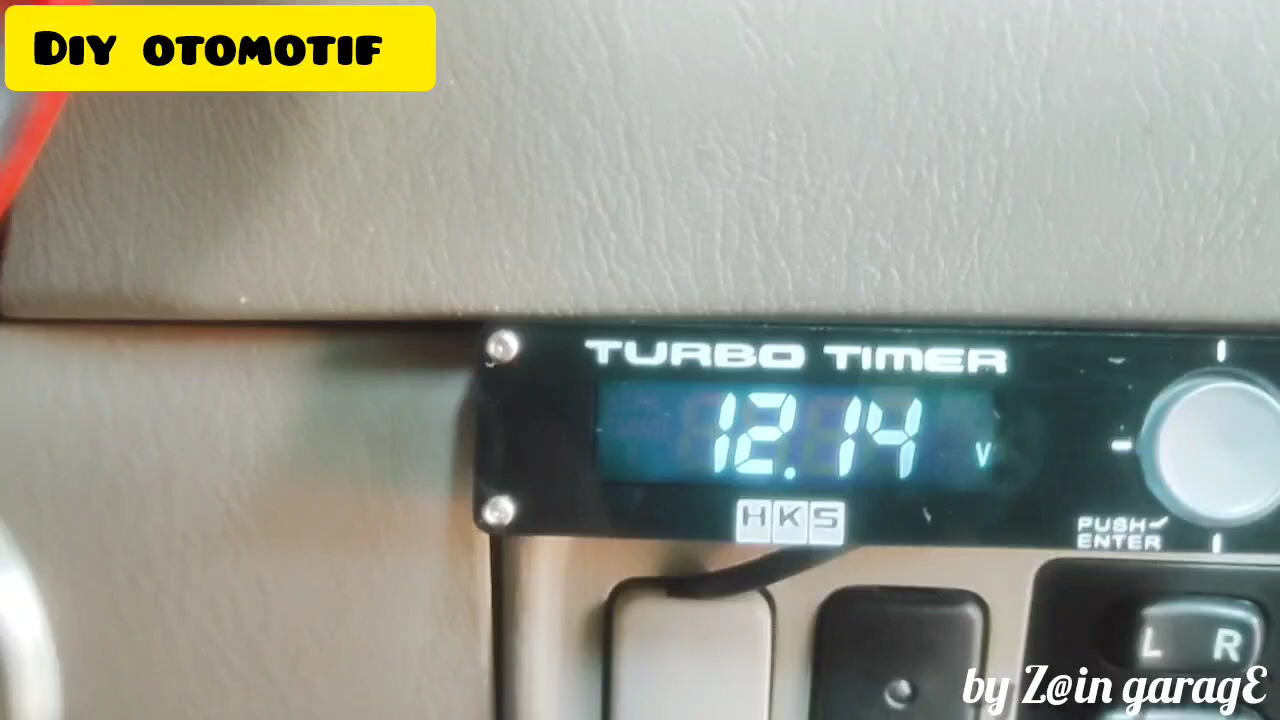 DIY OTOMOTIF
TURBO TIMER
12.14 V
HKS
PUSH
ENTER
L R
by Z@in garagE